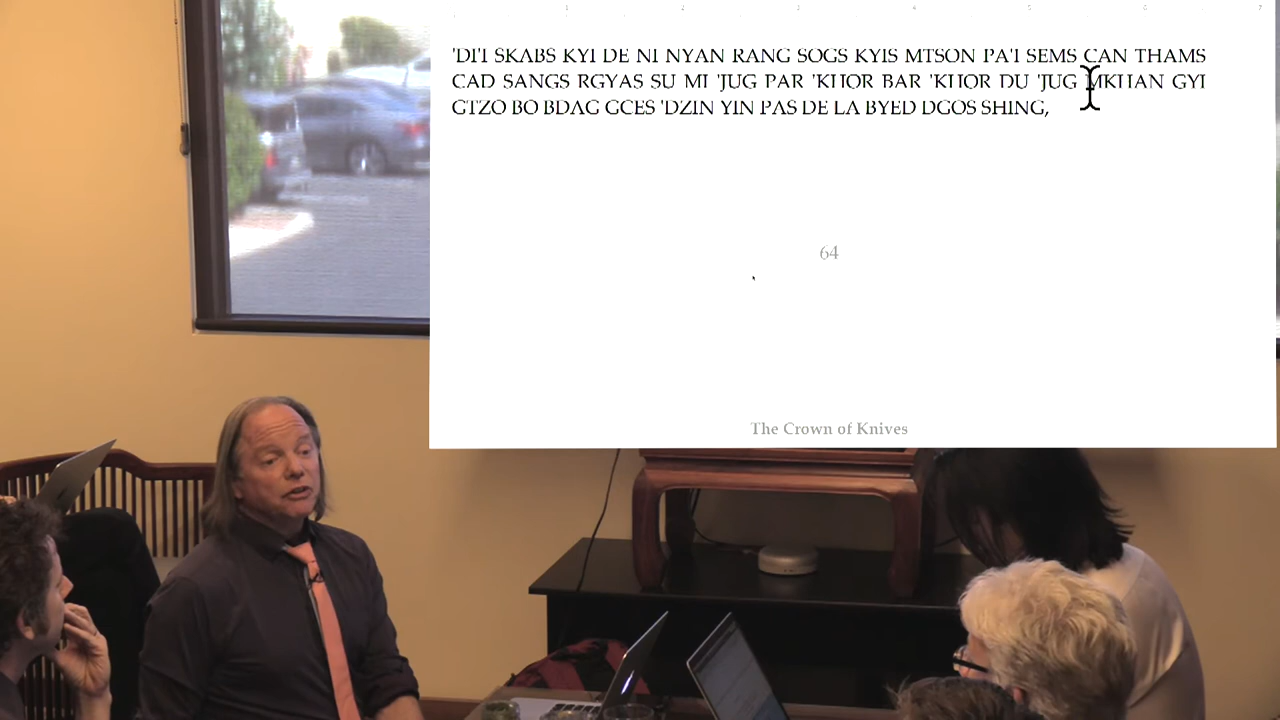 'DI'I SKABS KYI DE NI NYAN RANG SOGS KYIS MTSON PA'I SEMS CAN THAMS
CAD SANGS RGYAS SU MI 'JUG PAR 'KHOR BAR 'KHOR DU 'JUG MKHAN GYI
GTZO BO BDAG GCES 'DZIN YIN PAS DE LA BYED DGOS SHING,
64
The Crown of Knives